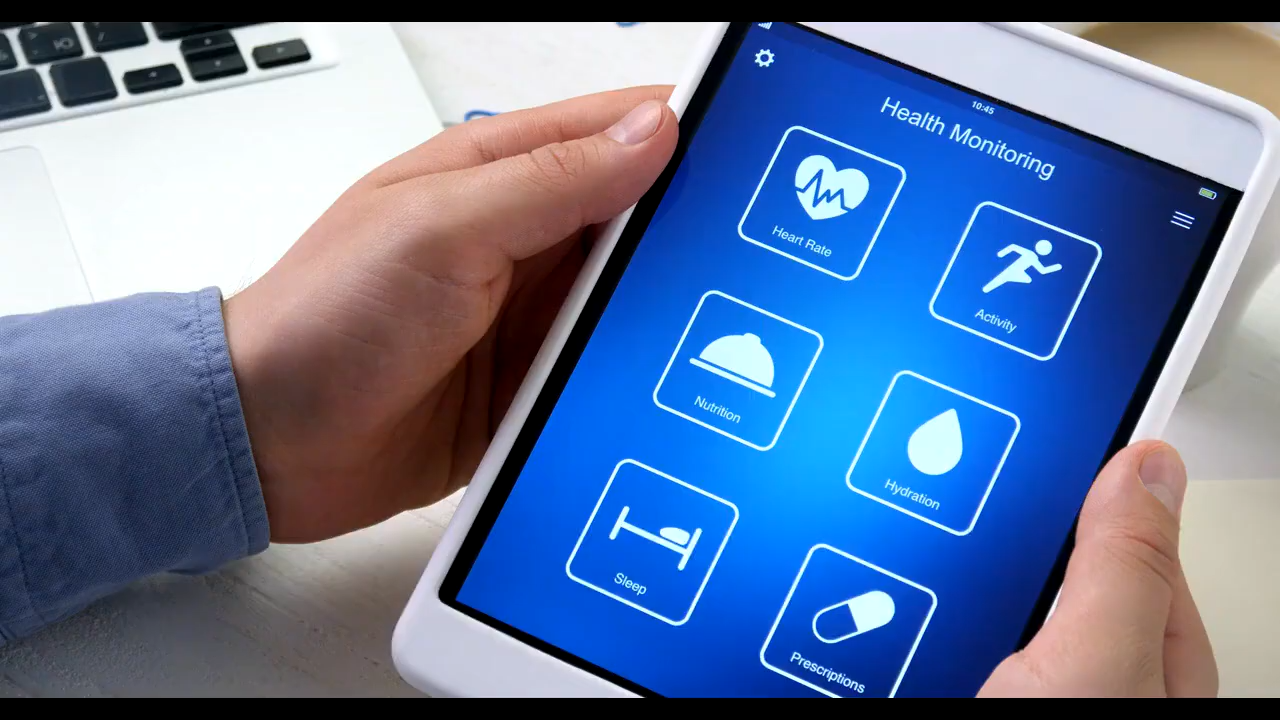 10:45
Health Monitoring
Heart Rate
Activity
Nutrition
Hydration
Sleep
Prescriptions